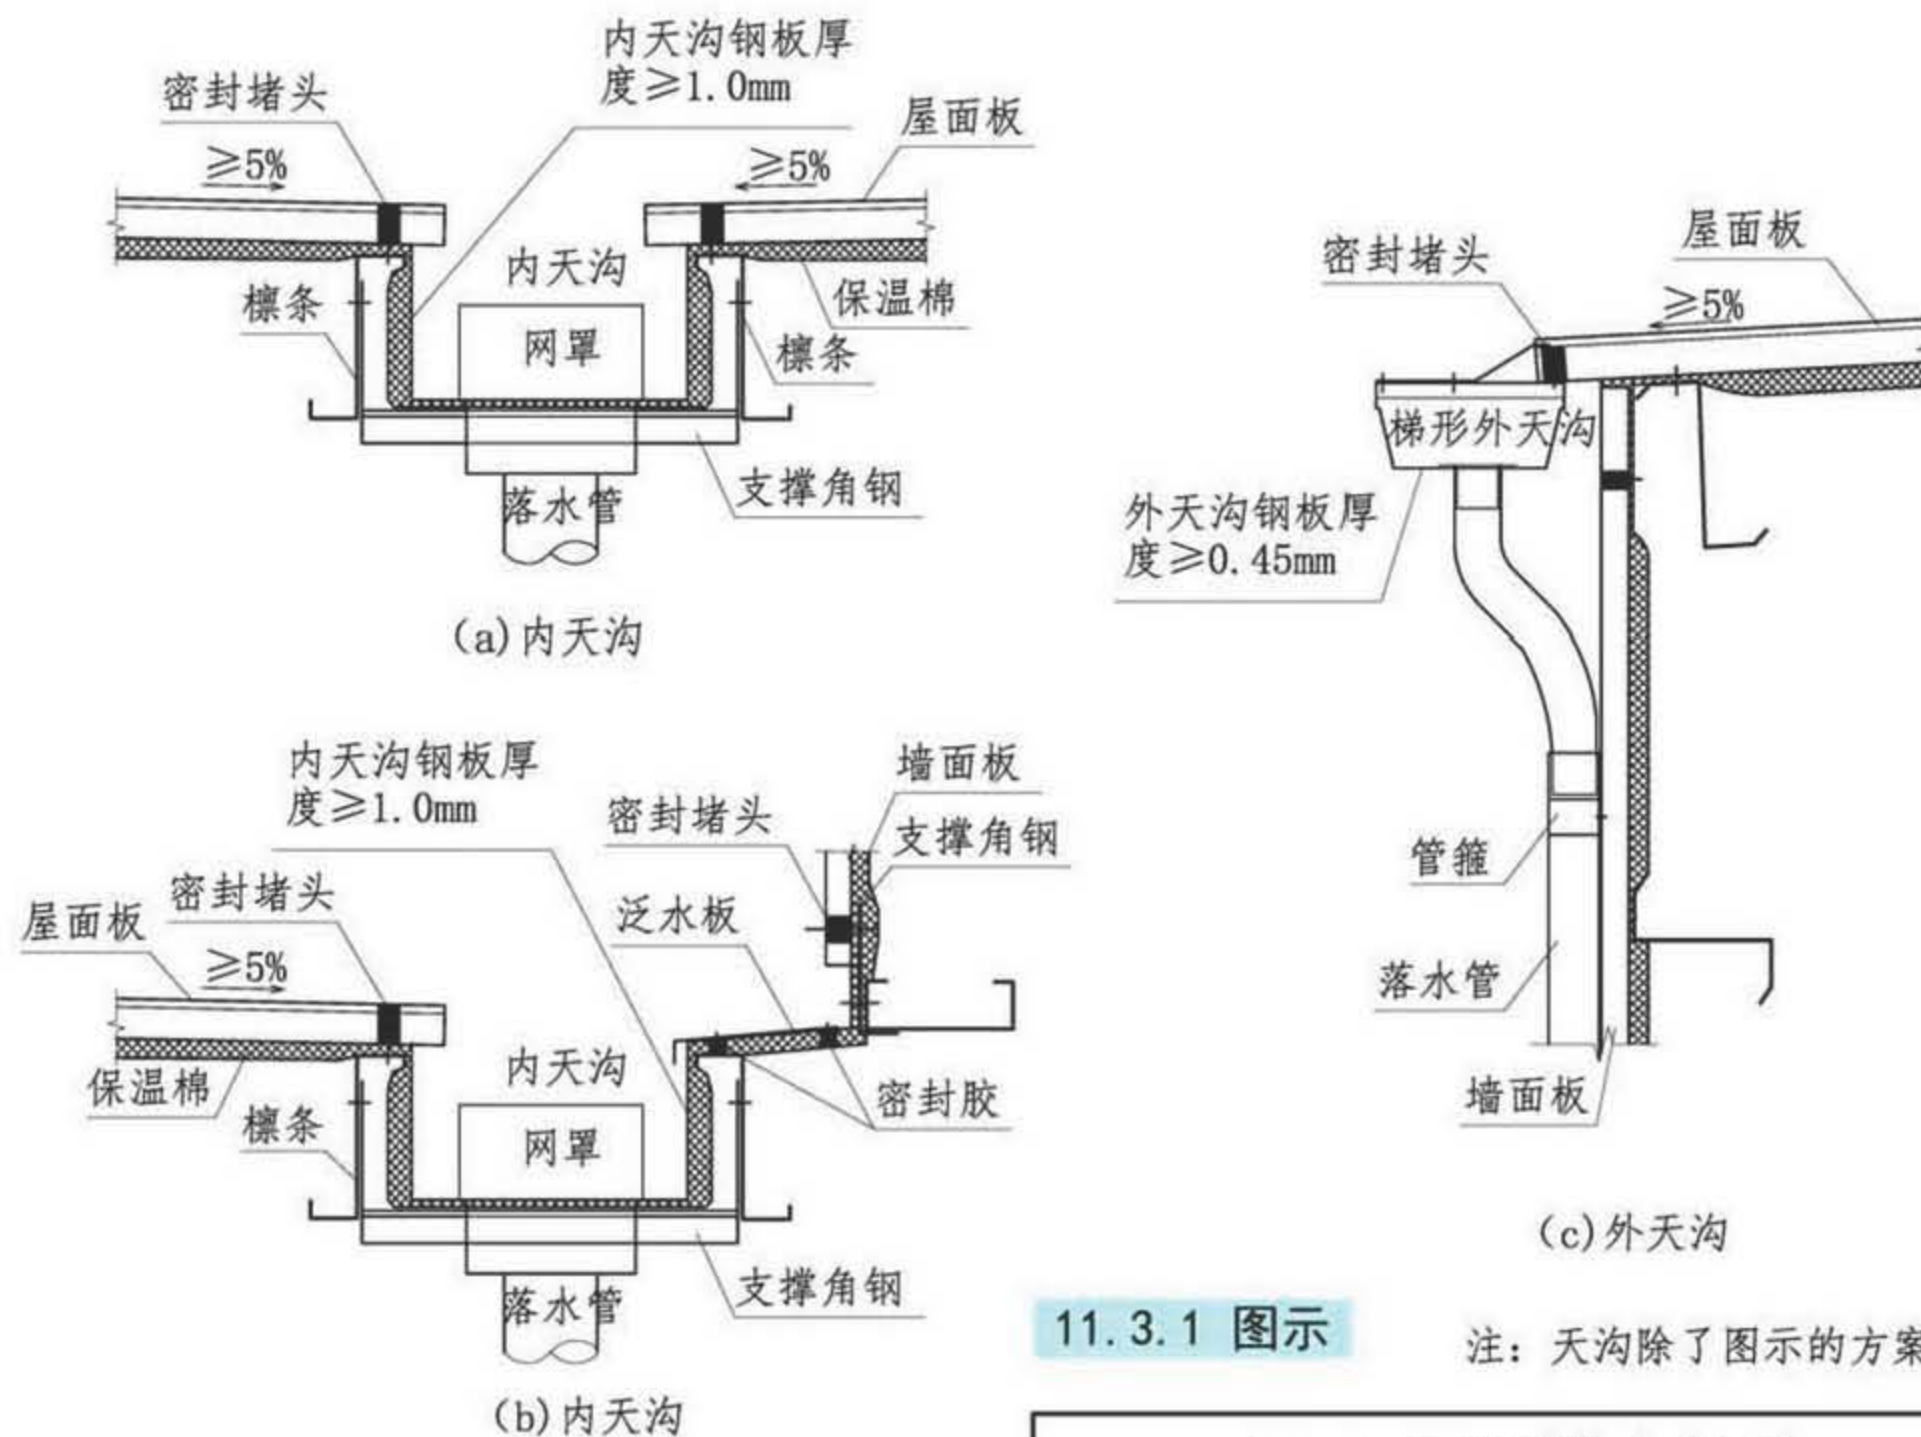 内天沟钢板厚
度≥1.0mm
密封堵头
屋面板
≥5%
≥5%
内天沟
保温棉
檩条
网罩
檩条
支撑角钢
落水管
(a)内天沟
内天沟钢板厚
度≥1.0mm
墙面板
密封堵头
支撑角钢
密封堵头
屋面板
泛水板
≥5%
内天沟
保温棉
密封胶
檩条
网罩
支撑角钢
落水管
(b)内天沟
屋面板
密封堵头
≥5%
梯形外天沟
外天沟钢板厚
度≥0.45mm
管箍
落水管
墙面板
(c)外天沟
11.3.1 图示
注：天沟除了图示的方案